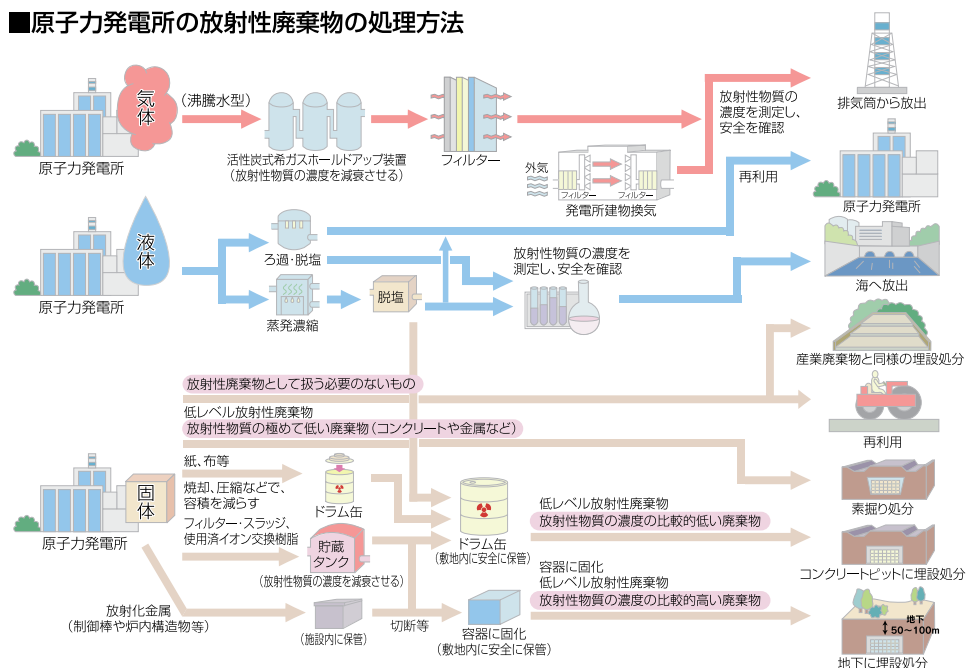 ■原子力発電所の放射性廃棄物の処理方法
気体
原子力発電所
(沸騰水型)
活性炭式希ガスホールドアップ装置
(放射性物質の濃度を減衰させる)
フィルター
外気
フィルター
フィルター
発電所建物換気
放射性物質の
濃度を測定し、
安全を確認
排気筒から放出
液体
原子力発電所
ろ過・脱塩
蒸発濃縮
脱塩
放射性物質の濃度を
測定し、安全を確認
再利用
原子力発電所
海へ放出
固体
原子力発電所
放射性廃棄物として扱う必要のないもの
産業廃棄物と同様の埋設処分
再利用
低レベル放射性廃棄物
放射性物質の極めて低い廃棄物(コンクリートや金属など)
素掘り処分
紙、布等
焼却、圧縮などで、
容積を減らす
ドラム缶
フィルター・スラッジ、
使用済イオン交換樹脂
貯蔵
タンク
(放射性物質の濃度を減衰させる)
ドラム缶
(敷地内に安全に保管)
低レベル放射性廃棄物
放射性物質の濃度の比較的低い廃棄物
コンクリートピットに埋設処分
放射化金属
(制御棒や炉内構造物等)
(施設内に保管)
切断等
容器に固化
(敷地内に安全に保管)
容器に固化
低レベル放射性廃棄物
放射性物質の濃度の比較的高い廃棄物
地下
50〜100m
地下に埋設処分